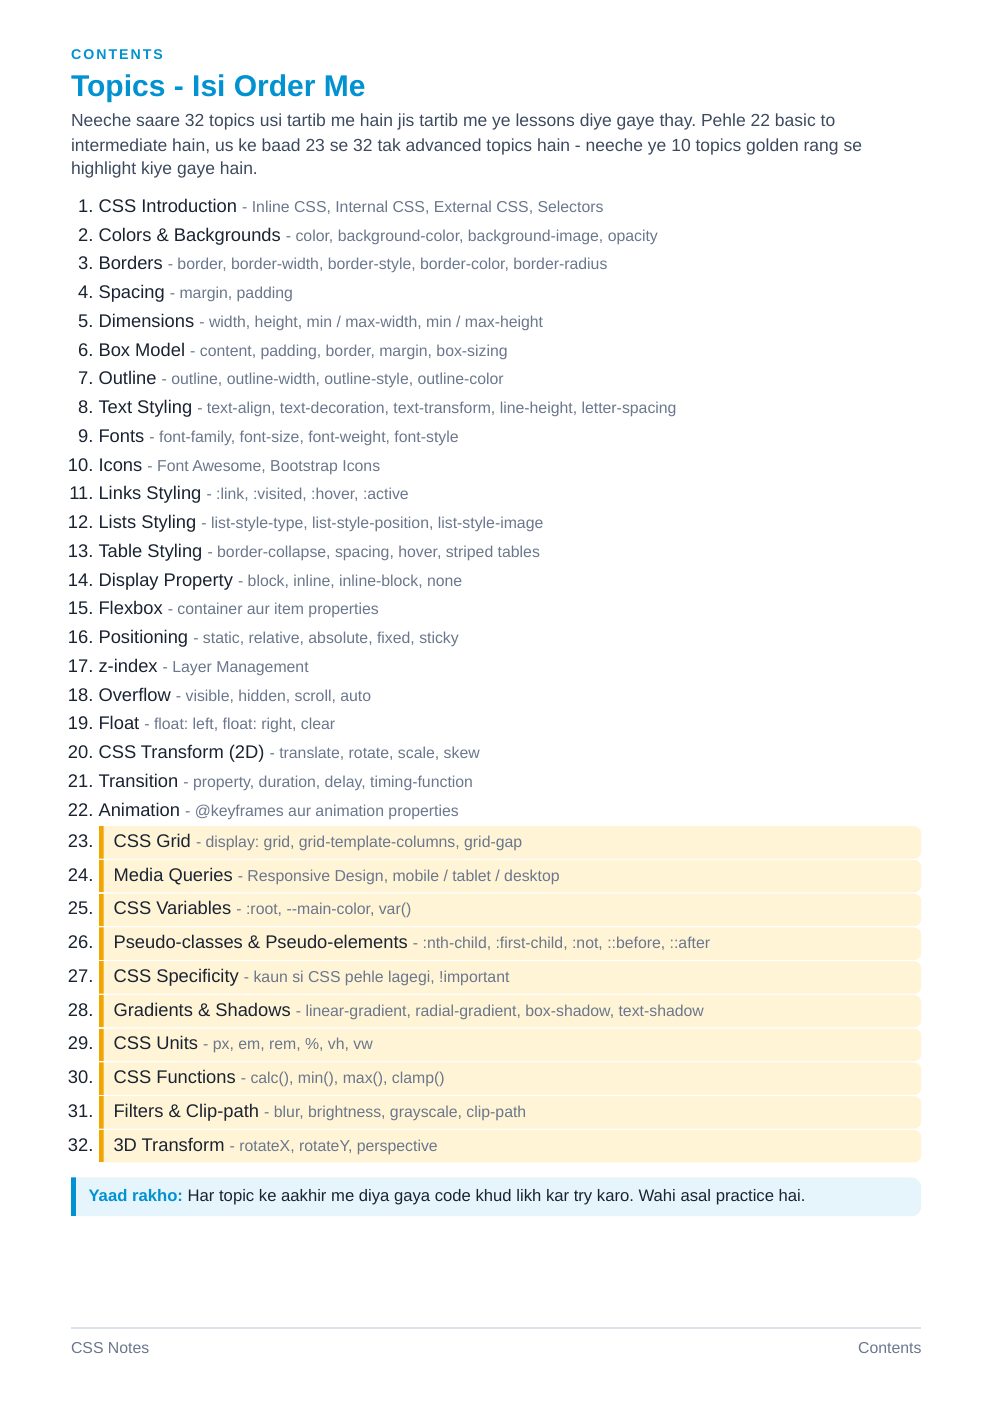 CONTENTS
Topics - Isi Order Me
Neeche saare 32 topics usi tartib me hain jis tartib me ye lessons diye gaye thay. Pehle 22 basic to
intermediate hain, us ke baad 23 se 32 tak advanced topics hain - neeche ye 10 topics golden rang se
highlight kiye gaye hain.
1. CSS Introduction - Inline CSS, Internal CSS, External CSS, Selectors
2. Colors & Backgrounds - color, background-color, background-image, opacity
3. Borders - border, border-width, border-style, border-color, border-radius
4. Spacing - margin, padding
5. Dimensions - width, height, min / max-width, min / max-height
6. Box Model - content, padding, border, margin, box-sizing
7. Outline - outline, outline-width, outline-style, outline-color
8. Text Styling - text-align, text-decoration, text-transform, line-height, letter-spacing
9. Fonts - font-family, font-size, font-weight, font-style
10. Icons - Font Awesome, Bootstrap Icons
11. Links Styling - :link, :visited, :hover, :active
12. Lists Styling - list-style-type, list-style-position, list-style-image
13. Table Styling - border-collapse, spacing, hover, striped tables
14. Display Property - block, inline, inline-block, none
15. Flexbox - container aur item properties
16. Positioning - static, relative, absolute, fixed, sticky
17. z-index - Layer Management
18. Overflow - visible, hidden, scroll, auto
19. Float - float: left, float: right, clear
20. CSS Transform (2D) - translate, rotate, scale, skew
21. Transition - property, duration, delay, timing-function
22. Animation - @keyframes aur animation properties
23. CSS Grid - display: grid, grid-template-columns, grid-gap
24. Media Queries - Responsive Design, mobile / tablet / desktop
25. CSS Variables - :root, --main-color, var()
26. Pseudo-classes & Pseudo-elements - :nth-child, :first-child, :not, ::before, ::after
27. CSS Specificity - kaun si CSS pehle lagegi, !important
28. Gradients & Shadows - linear-gradient, radial-gradient, box-shadow, text-shadow
29. CSS Units - px, em, rem, %, vh, vw
30. CSS Functions - calc(), min(), max(), clamp()
31. Filters & Clip-path - blur, brightness, grayscale, clip-path
32. 3D Transform - rotateX, rotateY, perspective
Yaad rakho: Har topic ke aakhir me diya gaya code khud likh kar try karo. Wahi asal practice hai.
CSS Notes
Contents